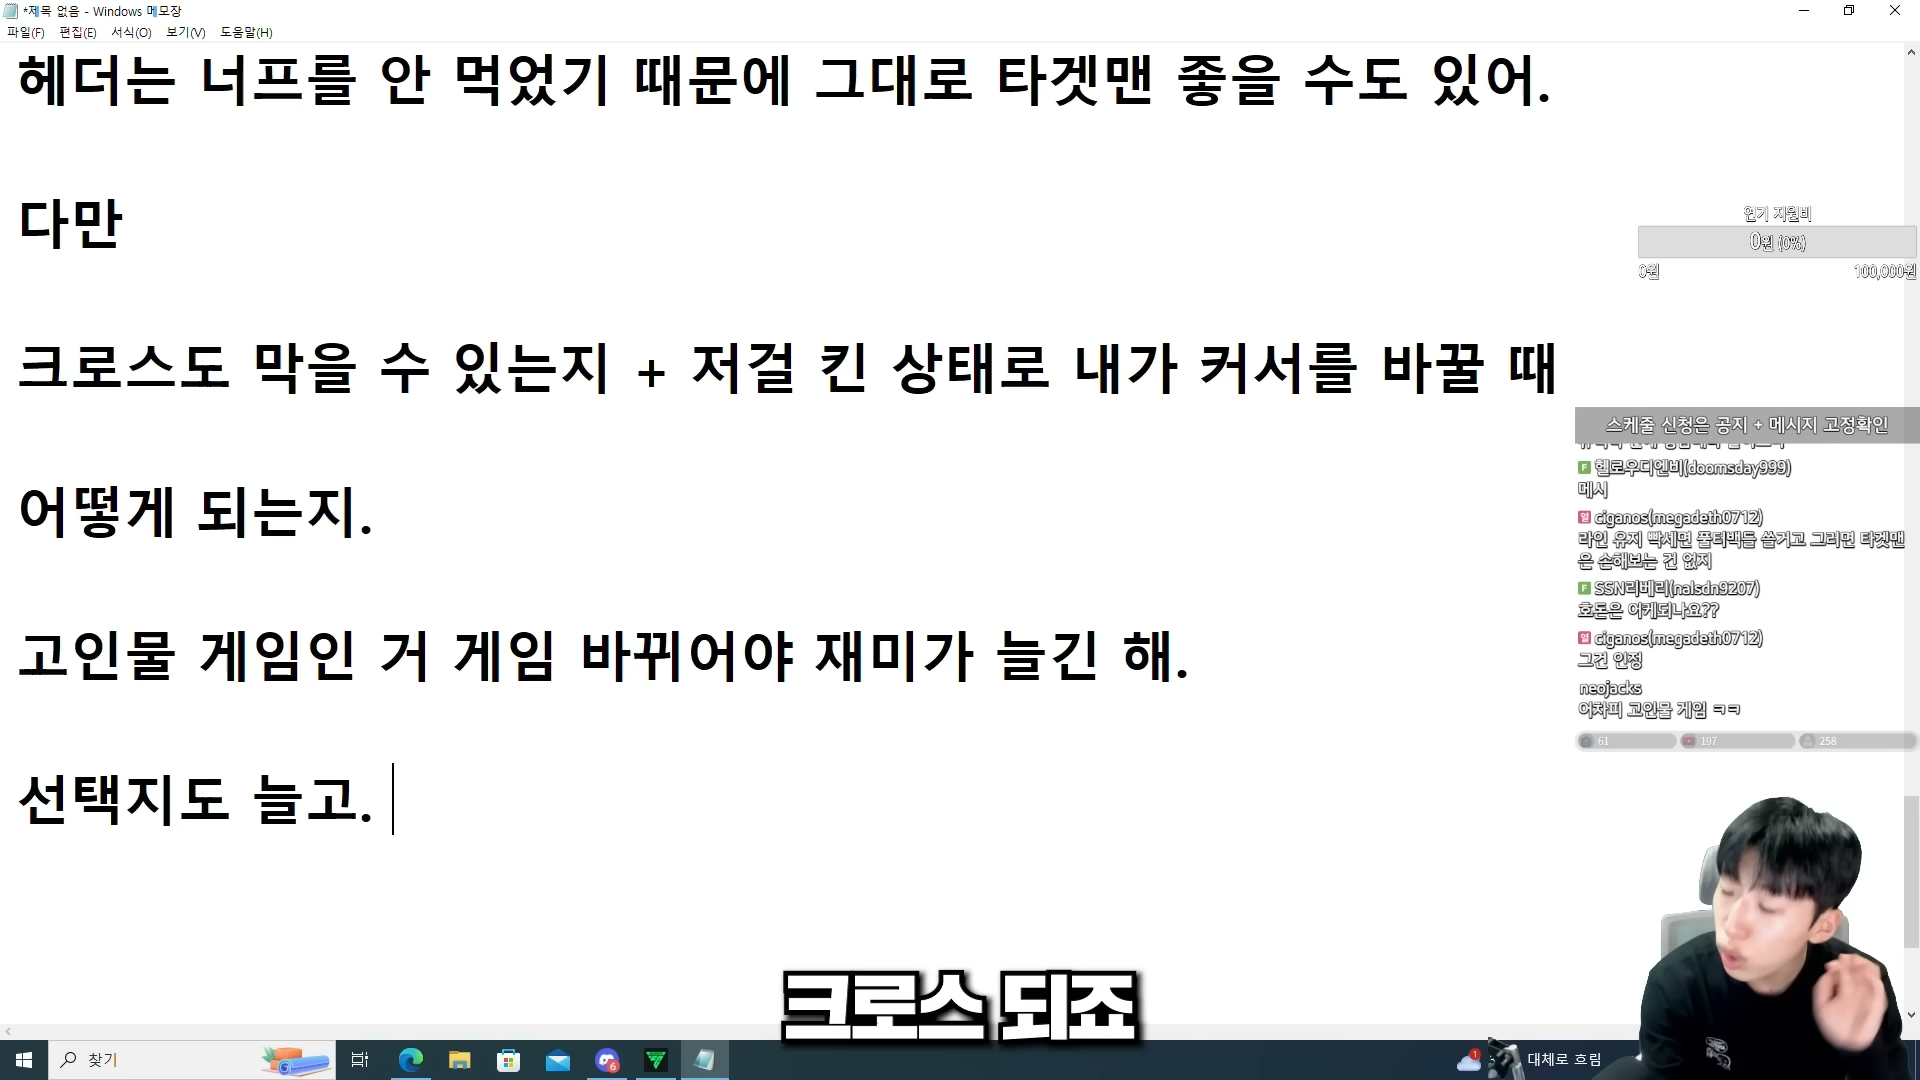 *제목 없음 - Windows 메모장
파일(F) 편집(E) 서식(O) 보기(V) 도움말(H)
헤더는 너프를 안 먹었기 때문에 그대로 타겟맨 좋을 수도 있어.
다만
크로스도 막을 수 있는지 + 저걸 킨 상태로 내가 커서를 바꿀 때
어떻게 되는지.
고인물 게임인 거 게임 바뀌어야 재미가 늘긴 해.
선택지도 늘고.
연기 지원비
0원 (0%)
0원 100,000원
스케줄 신청은 공지 + 메시지 고정확인
헬로우디엔비(doomsday999)
메시
ciganos(megadeth0712)
라인 유지 빡세면 풀터백들 쓸거고 그러면 타겟맨
은 손해보는 건 없지
SSN리베리(nalsdn9207)
호돈은 어케되나요??
ciganos(megadeth0712)
그건 인정
neojacks
어차피 고인물 게임 ㅋㅋ
61 197 258
크로스 되죠
찾기
6
1
대체로 흐림